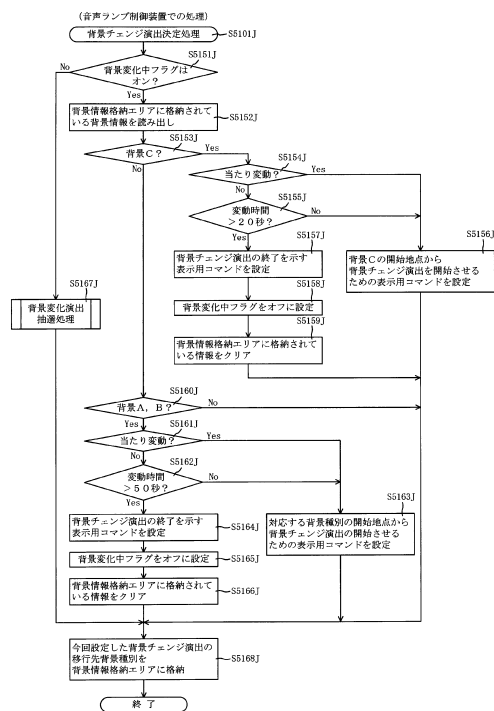 (音声ランプ制御装置での処理)
背景チェンジ演出決定処理
S5101J
S5151J
背景変化中フラグは
オン?
No
Yes
背景情報格納エリアに格納されて
いる背景情報を読み出し
S5152J
S5153J
背景C?
Yes
No
S5154J
当たり変動?
Yes
No
S5155J
変動時間
>20秒?
No
Yes
S5156J
背景Cの開始地点から
背景チェンジ演出を開始させる
ための表示用コマンドを設定
S5157J
背景チェンジ演出の終了を示す
表示用コマンドを設定
S5158J
背景変化中フラグをオフに設定
S5159J
背景情報格納エリアに格納されて
いる情報をクリア
S5167J
背景変化演出
抽選処理
S5160J
背景A,B?
No
Yes
S5161J
当たり変動?
Yes
No
S5162J
変動時間
>50秒?
No
Yes
S5163J
対応する背景種別の開始地点から
背景チェンジ演出の開始させる
ための表示用コマンドを設定
背景チェンジ演出の終了を示す
表示用コマンドを設定
S5164J
背景変化中フラグをオフに設定
S5165J
背景情報格納エリアに格納されて
いる情報をクリア
S5166J
今回設定した背景チェンジ演出の
移行先背景種別を
背景情報格納エリアに格納
S5168J
終了